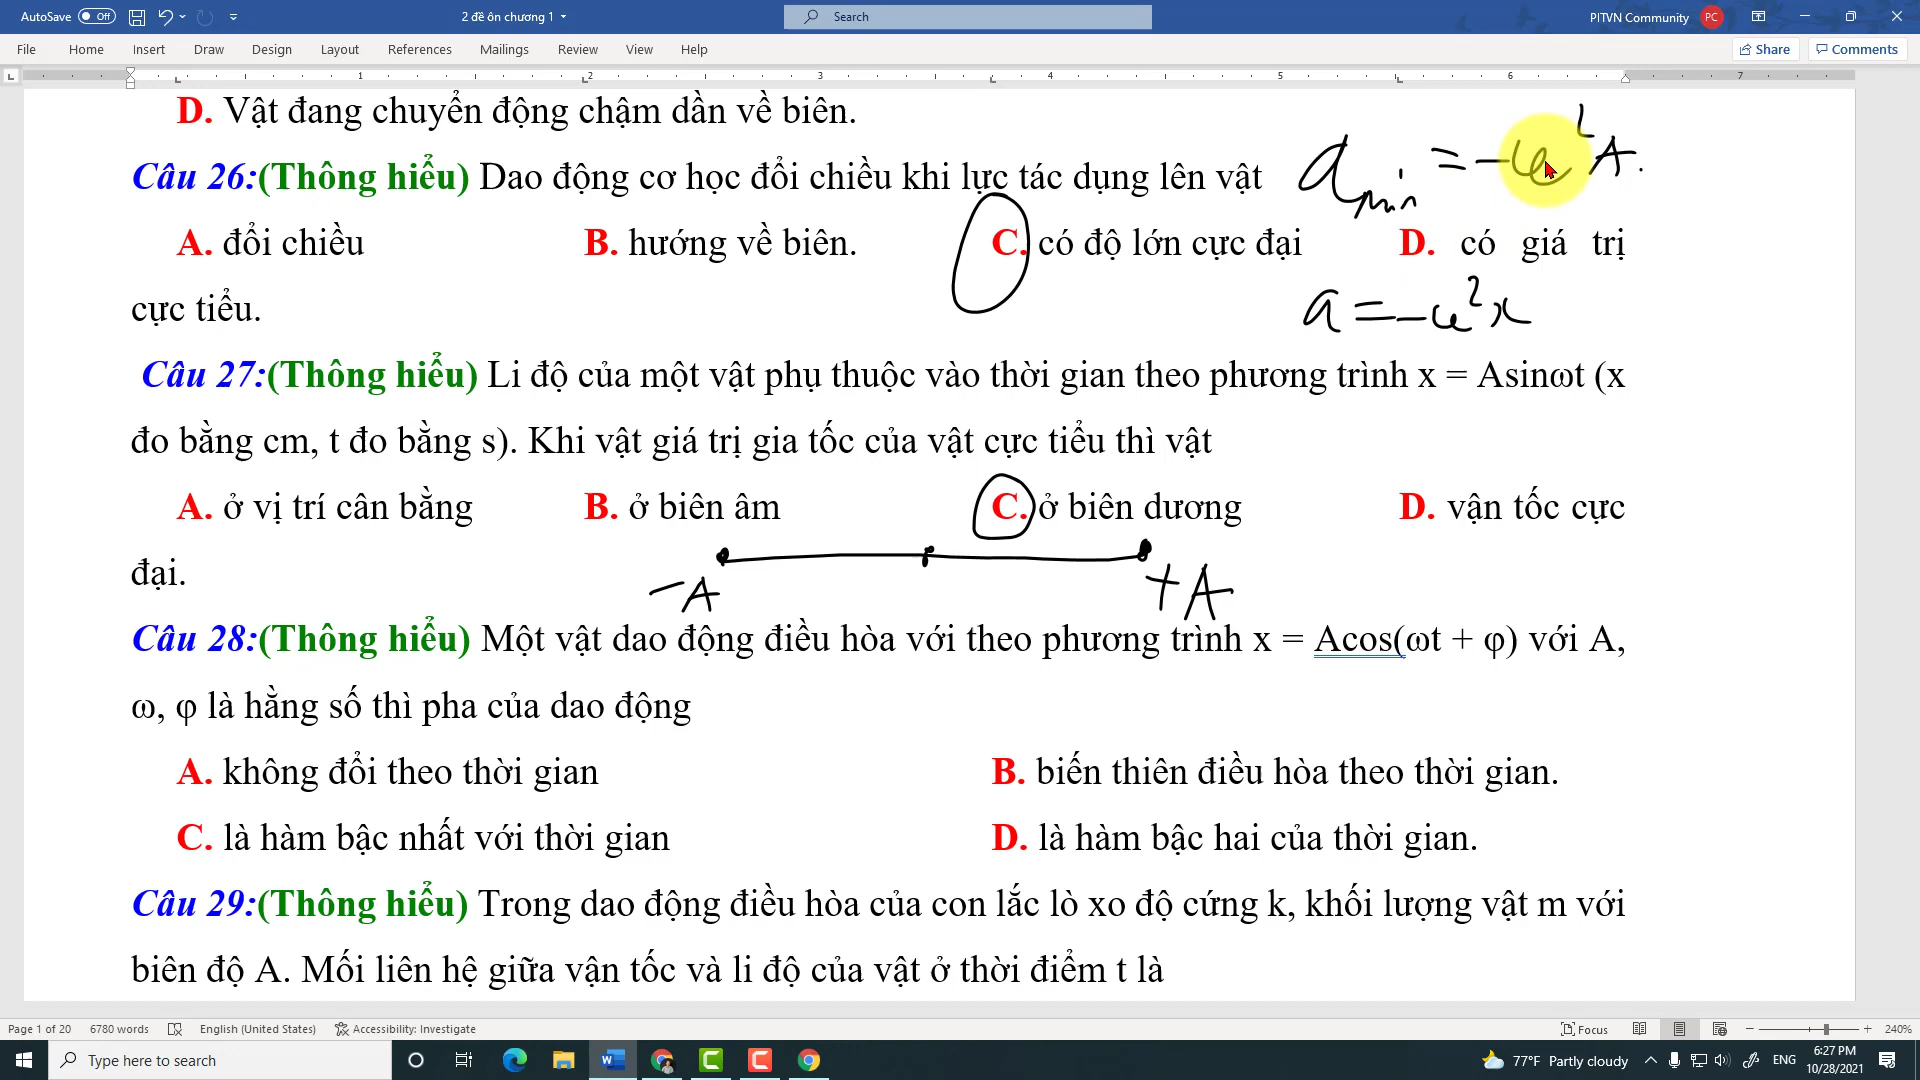 AutoSave Off 2 đề ôn chương 1 Search PITVN Community PC
File Home Insert Draw Design Layout References Mailings Review View Help Share Comments
1 2 3 4 5 6 7
D. Vật đang chuyển động chậm dần về biên.
Câu 26:(Thông hiểu) Dao động cơ học đổi chiều khi lực tác dụng lên vật
a min = -ω² A.
A. đổi chiều B. hướng về biên. C. có độ lớn cực đại D. có giá trị
cực tiểu.
a = -ω²x
Câu 27:(Thông hiểu) Li độ của một vật phụ thuộc vào thời gian theo phương trình x = Asinωt (x
đo bằng cm, t đo bằng s). Khi vật giá trị gia tốc của vật cực tiểu thì vật
A. ở vị trí cân bằng B. ở biên âm C. ở biên dương D. vận tốc cực
đại.
-A +A
Câu 28:(Thông hiểu) Một vật dao động điều hòa với theo phương trình x = Acos(ωt + φ) với A,
ω, φ là hằng số thì pha của dao động
A. không đổi theo thời gian B. biến thiên điều hòa theo thời gian.
C. là hàm bậc nhất với thời gian D. là hàm bậc hai của thời gian.
Câu 29:(Thông hiểu) Trong dao động điều hòa của con lắc lò xo độ cứng k, khối lượng vật m với
biên độ A. Mối liên hệ giữa vận tốc và li độ của vật ở thời điểm t là
Page 1 of 20 6780 words English (United States) Accessibility: Investigate Focus 240%
Type here to search 77°F Partly cloudy ENG 6:27 PM
10/28/2021